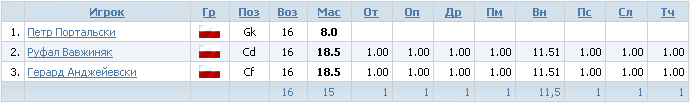 Игрок Гр Поз Воз Мас От Оп Др Пм Вн Пс Сл Тч
1. Петр Портальски Gk 16 8.0
2. Руфал Вавжиняк Cd 16 18.5 1.00 1.00 1.00 1.00 11.51 1.00 1.00 1.00
3. Герард Анджейевски Cf 16 18.5 1.00 1.00 1.00 1.00 11.51 1.00 1.00 1.00
16 15 1 1 1 1 11,5 1 1 1